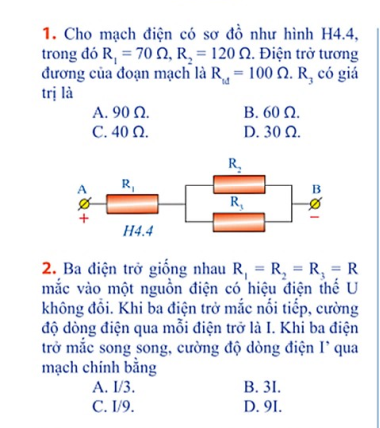 1. Cho mạch điện có sơ đồ như hình H4.4,
trong đó R₁ = 70 Ω, R₂ = 120 Ω. Điện trở tương
đương của đoạn mạch là Rtđ = 100 Ω. R₃ có giá
trị là
A. 90 Ω. B. 60 Ω.
C. 40 Ω. D. 30 Ω.
R₂
A R₁ B
R₃
+ −
H4.4
2. Ba điện trở giống nhau R₁ = R₂ = R₃ = R
mắc vào một nguồn điện có hiệu điện thế U
không đổi. Khi ba điện trở mắc nối tiếp, cường
độ dòng điện qua mỗi điện trở là I. Khi ba điện
trở mắc song song, cường độ dòng điện I' qua
mạch chính bằng
A. I/3. B. 3I.
C. I/9. D. 9I.